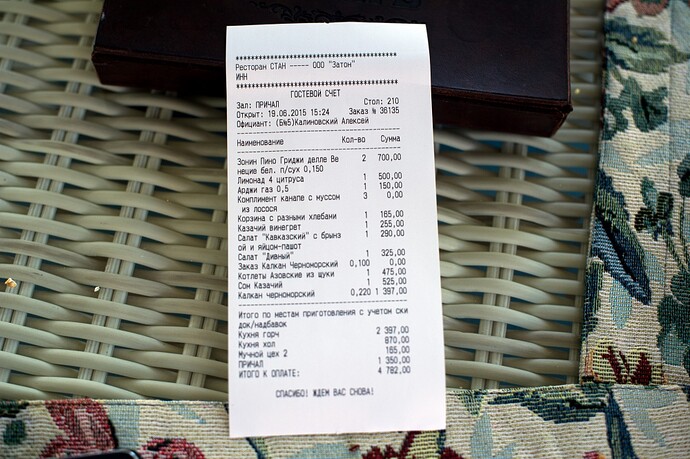 ****************************************
Ресторан СТАН ----- ООО "Затон"
ИНН
****************************************
ГОСТЕВОЙ СЧЕТ
Зал: ПРИЧАЛ Стол: 210
Открыт: 19.06.2015 15:24 Заказ № 36135
Официант: (6%5)Калиновский Алексей
Наименование Кол-во Сумма
Зонин Пино Гриджи делле Ве 2 700,00
нецие бел. п/сух 0,150
Лимонад 4 цитруса 1 500,00
Арджи газ 0,5 1 150,00
Комплимент канапе с муссом 3 0,00
из лосося
Корзина с разными хлебами 1 165,00
Казачий винегрет 1 255,00
Салат "Кавказский" с брынз 1 290,00
ой и яйцом-пашот
Салат "Дивный" 1 325,00
Заказ Калкан Черноморский 0,100 0,00
Котлеты Азовские из щуки 1 475,00
Сон Казачий 1 525,00
Калкан черноморский 0,220 1 397,00
Итого по местам приготовления с учетом ски
док/надбавок
Кухня горч 2 397,00
Кухня хол 870,00
Мучной цех 2 165,00
ПРИЧАЛ 1 350,00
ИТОГО К ОПЛАТЕ: 4 782,00
СПАСИБО! ЖДЕМ ВАС СНОВА!